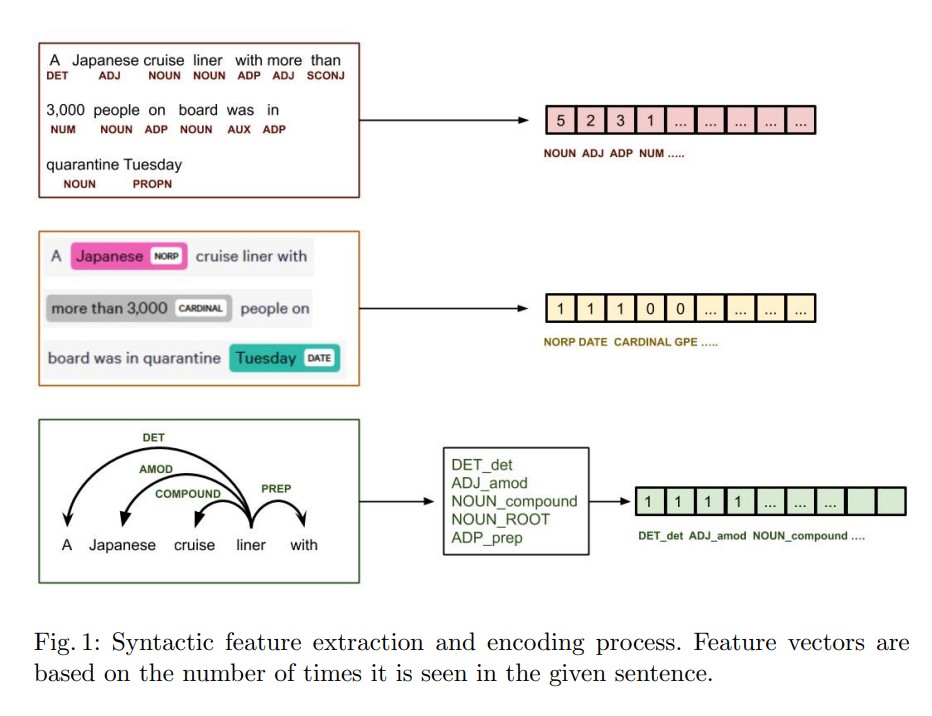 A Japanese cruise liner with more than
DET ADJ NOUN NOUN ADP ADJ SCONJ
3,000 people on board was in
NUM NOUN ADP NOUN AUX ADP
quarantine Tuesday
NOUN PROPN
5 2 3 1 ... ... ... ... ...
NOUN ADJ ADP NUM .....
A Japanese NORP cruise liner with
more than 3,000 CARDINAL people on
board was in quarantine Tuesday DATE
1 1 1 0 0 ... ... ... ...
NORP DATE CARDINAL GPE .....
DET
AMOD
COMPOUND PREP
A Japanese cruise liner with
DET_det
ADJ_amod
NOUN_compound
NOUN_ROOT
ADP_prep
1 1 1 1 ... ... ...
DET_det ADJ_amod NOUN_compound ....
Fig. 1: Syntactic feature extraction and encoding process. Feature vectors are
based on the number of times it is seen in the given sentence.